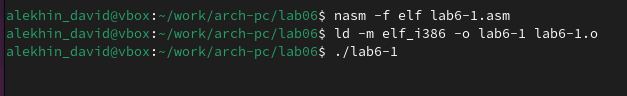 alekhin_david@vbox:~/work/arch-pc/lab06$ nasm -f elf lab6-1.asm
alekhin_david@vbox:~/work/arch-pc/lab06$ ld -m elf_i386 -o lab6-1 lab6-1.o
alekhin_david@vbox:~/work/arch-pc/lab06$ ./lab6-1